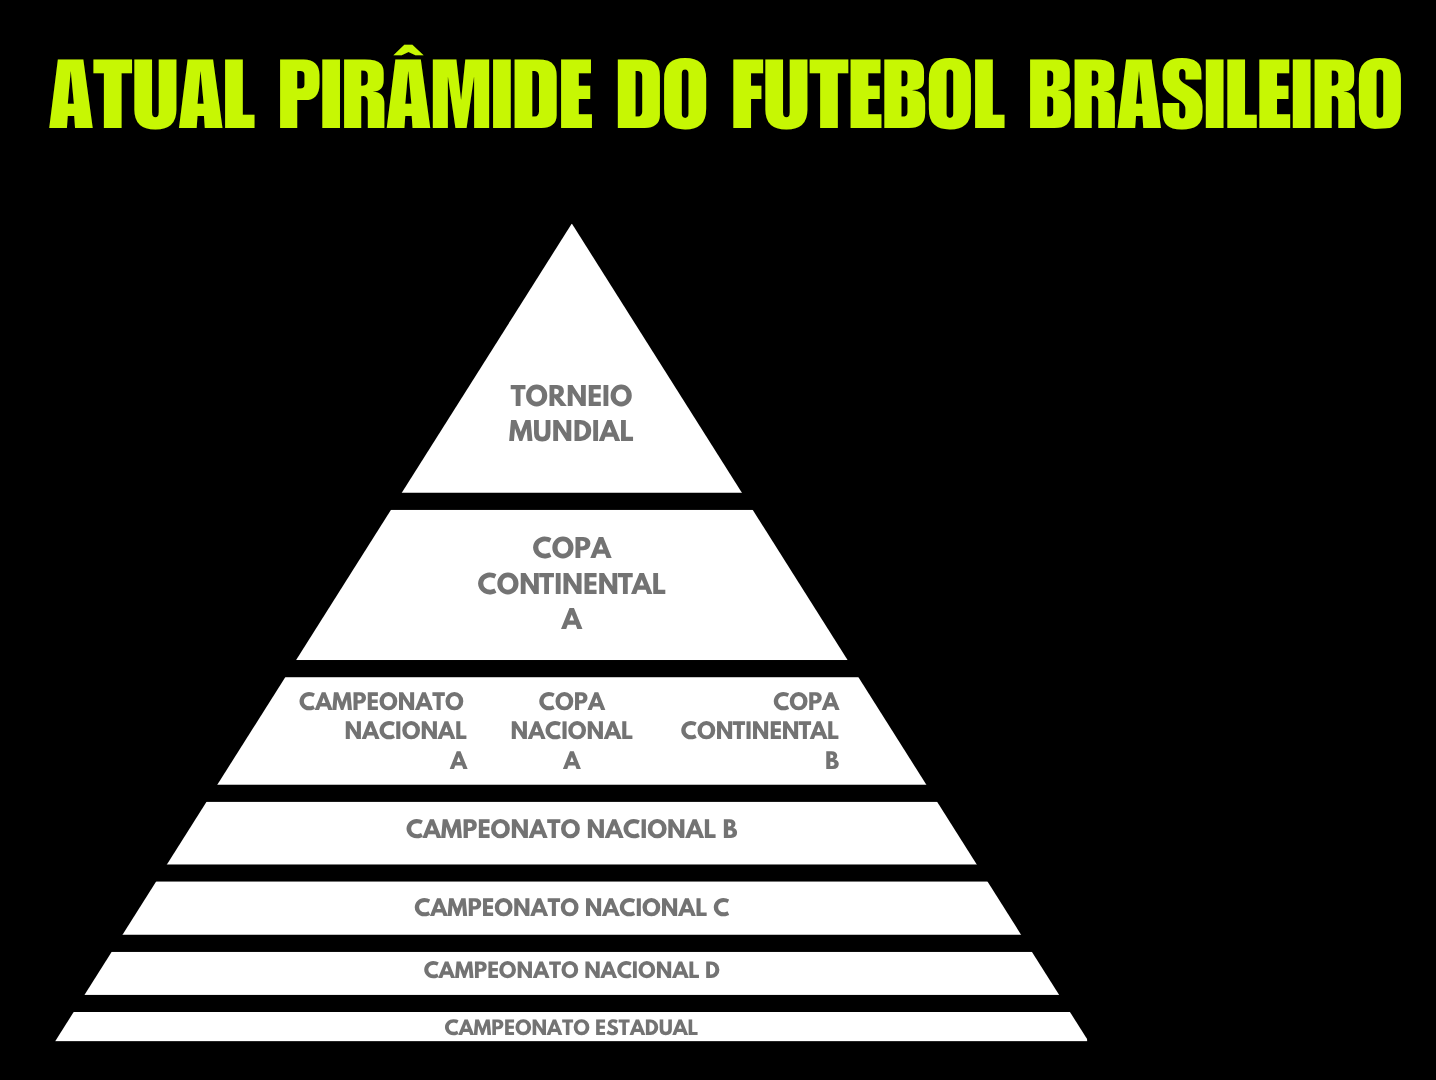 ATUAL PIRÂMIDE DO FUTEBOL BRASILEIRO
TORNEIO
MUNDIAL
COPA
CONTINENTAL
A
CAMPEONATO
NACIONAL
A
COPA
NACIONAL
A
COPA
CONTINENTAL
B
CAMPEONATO NACIONAL B
CAMPEONATO NACIONAL C
CAMPEONATO NACIONAL D
CAMPEONATO ESTADUAL